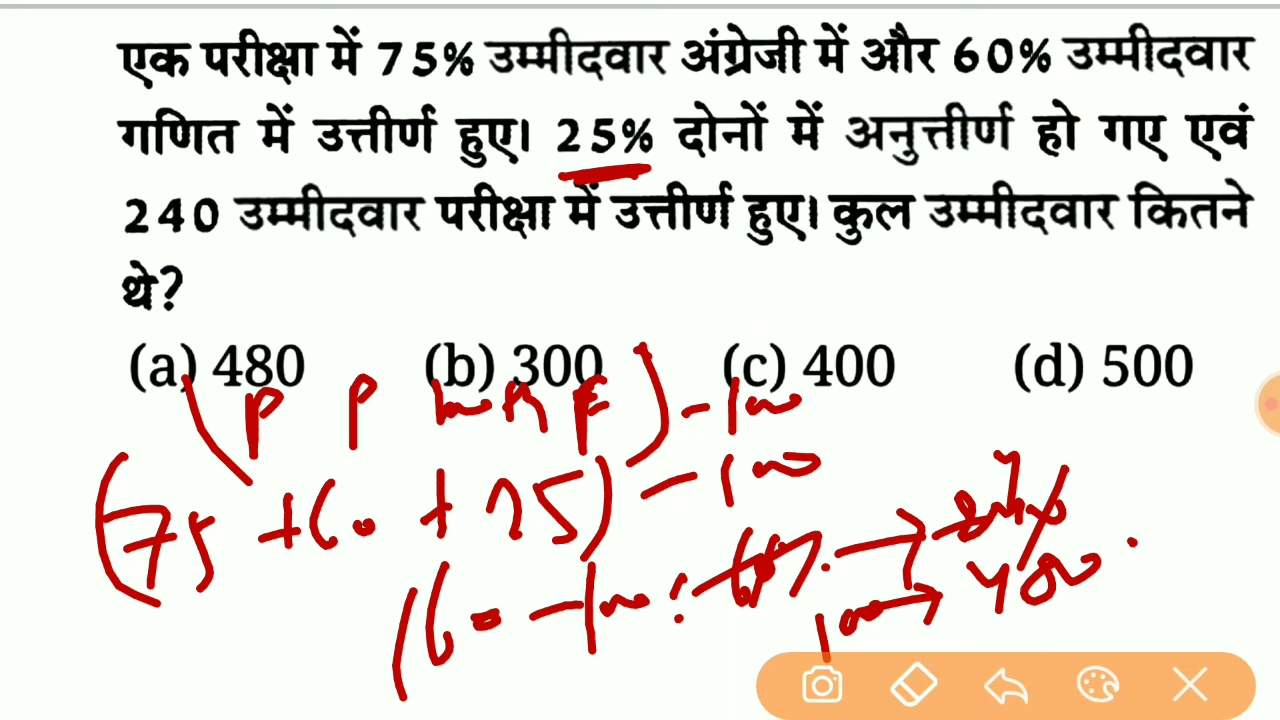 एक परीक्षा में 75% उम्मीदवार अंग्रेजी में और 60% उम्मीदवार
गणित में उत्तीर्ण हुए। 25% दोनों में अनुत्तीर्ण हो गए एवं
240 उम्मीदवार परीक्षा में उत्तीर्ण हुए। कुल उम्मीदवार कितने
थे?
(a) 480 (b) 300 (c) 400 (d) 500
(P P F) - 100
(75 + 60 + 25) - 100
160 - 100 : 60% →
100 → 400